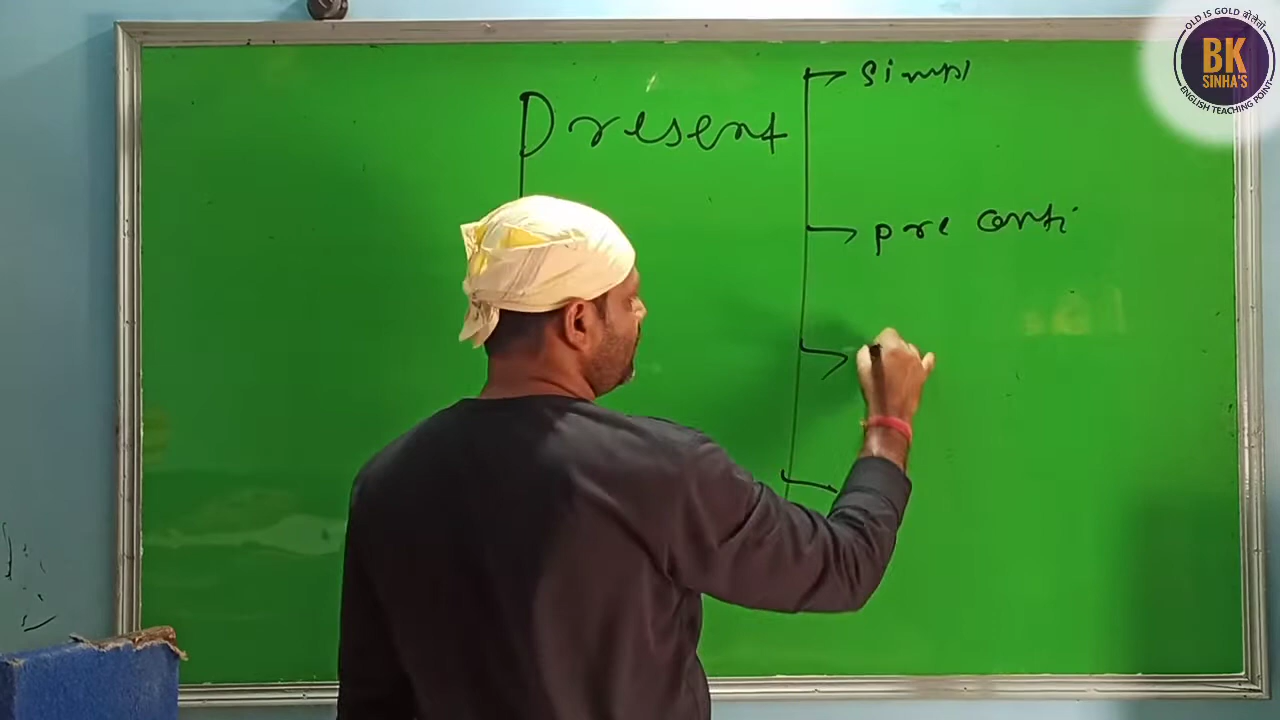 Present
simpl
pre conti
OLD IS GOLD बोलेतो
BK
SINHA'S
ENGLISH TEACHING POINT